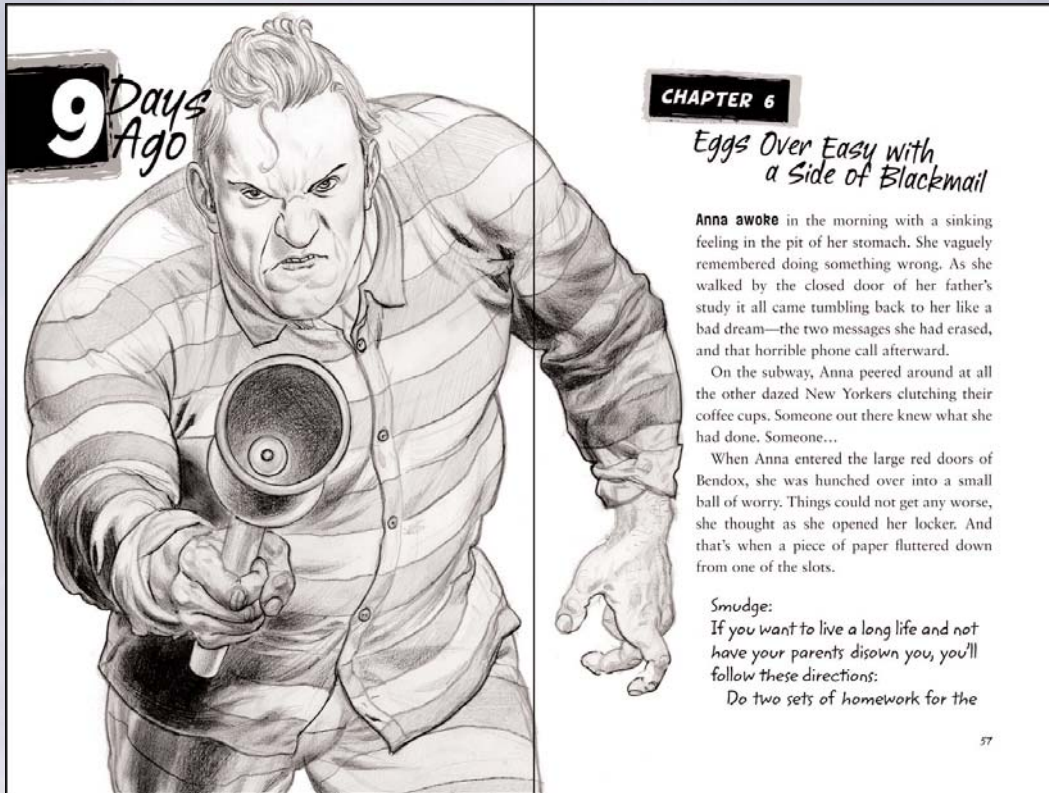 9 Days
Ago
CHAPTER 6
Eggs Over Easy with
a Side of Blackmail
Anna awoke in the morning with a sinking
feeling in the pit of her stomach. She vaguely
remembered doing something wrong. As she
walked by the closed door of her father's
study it all came tumbling back to her like a
bad dream—the two messages she had erased,
and that horrible phone call afterward.
On the subway, Anna peered around at all
the other dazed New Yorkers clutching their
coffee cups. Someone out there knew what she
had done. Someone...
When Anna entered the large red doors of
Bendox, she was hunched over into a small
ball of worry. Things could not get any worse,
she thought as she opened her locker. And
that's when a piece of paper fluttered down
from one of the slots.
Smudge:
If you want to live a long life and not
have your parents disown you, you'll
follow these directions:
Do two sets of homework for the
57